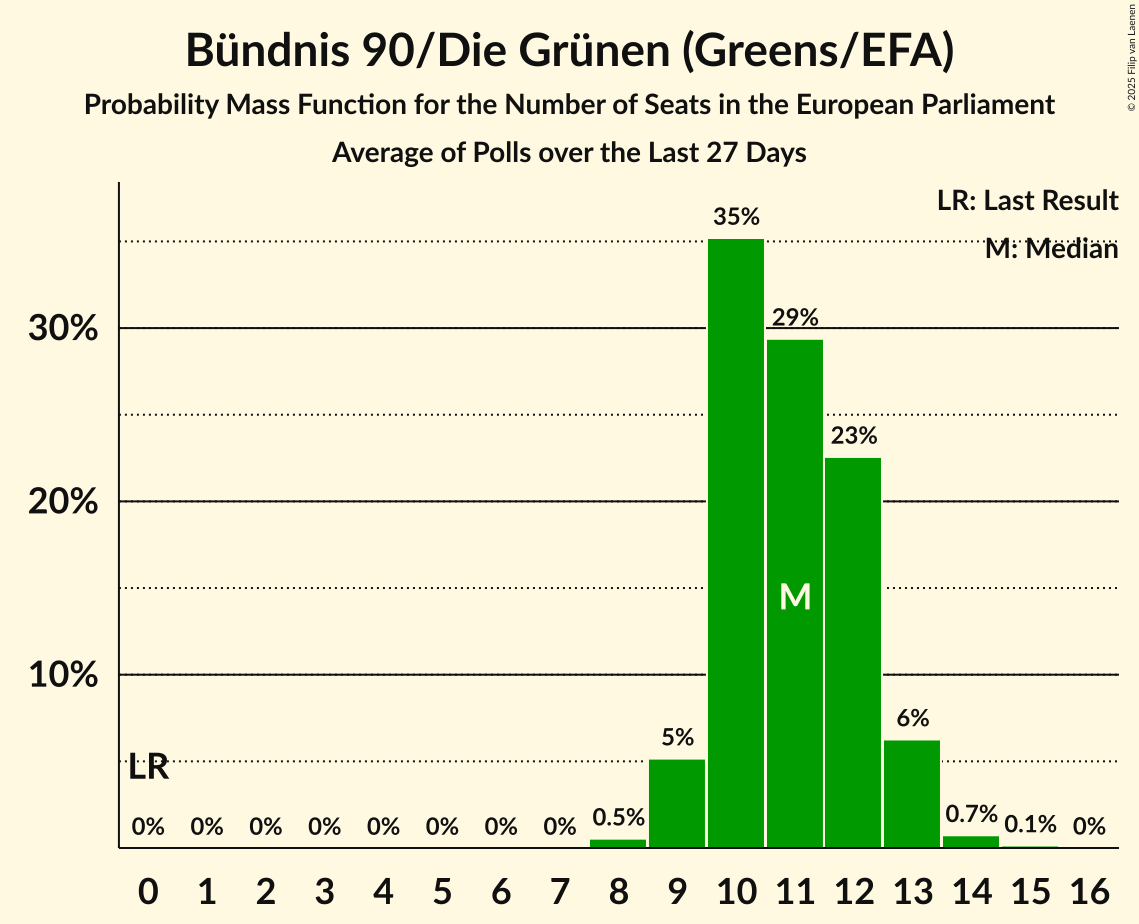 Bündnis 90/Die Grünen (Greens/EFA)
Probability Mass Function for the Number of Seats in the European Parliament
Average of Polls over the Last 27 Days
© 2025 Filip van Laenen
LR: Last Result
M: Median
35%
29%
23%
6%
5%
0.5%
0.7%
0.1%
0%
0% 0% 0% 0% 0% 0% 0% 0%
30%
20%
10%
LR
M
0 1 2 3 4 5 6 7 8 9 10 11 12 13 14 15 16